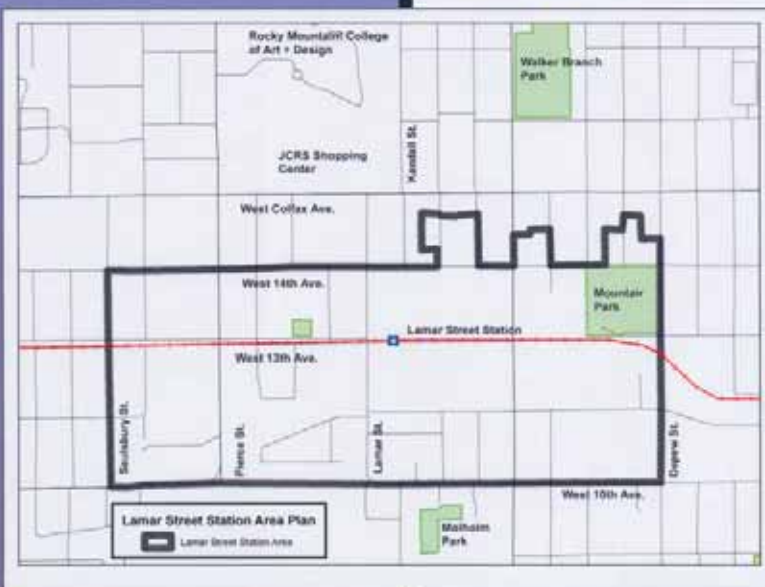 Rocky Mountain College
of Art + Design
Walker Branch
Park
Kendall St.
JCRS Shopping
Center
West Colfax Ave.
West 14th Ave.
Mountair
Park
Lamar Street Station
West 13th Ave.
Saulsbury St.
Pierce St.
Lamar St.
Depew St.
West 10th Ave.
Lamar Street Station Area Plan
Lamar Street Station Area
Molholm
Park